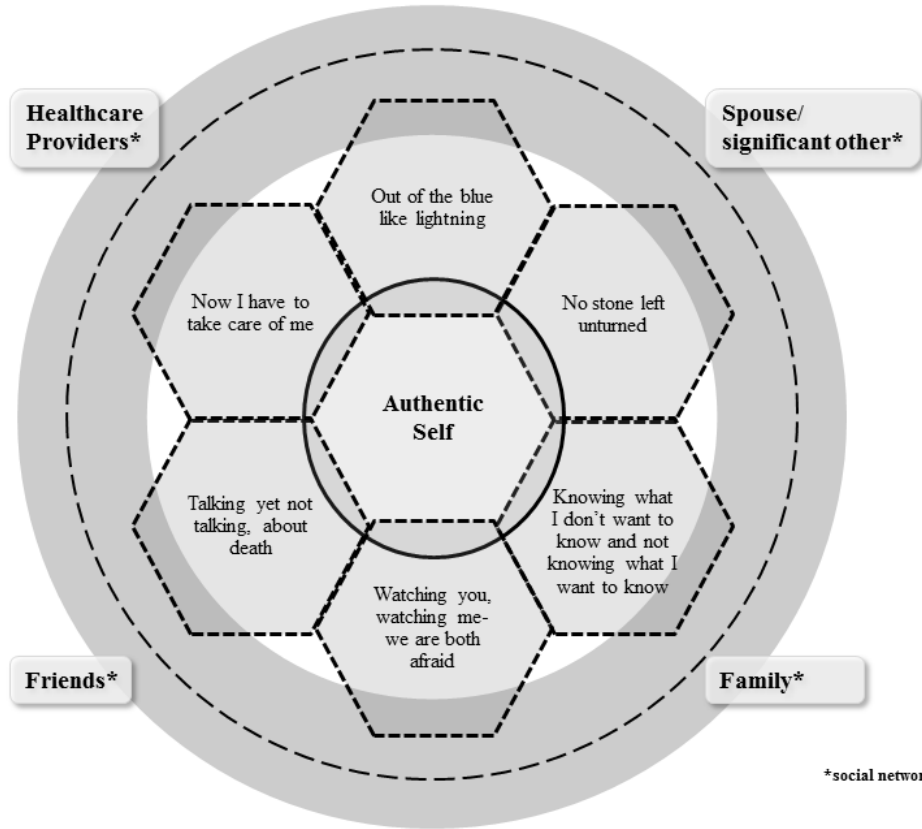 Healthcare
Providers*
Spouse/
significant other*
Out of the blue
like lightning
Now I have to
take care of me
No stone left
unturned
Authentic
Self
Talking yet not
talking, about
death
Knowing what
I don't want to
know and not
knowing what I
want to know
Watching you,
watching me-
we are both
afraid
Friends*
Family*
*social networ